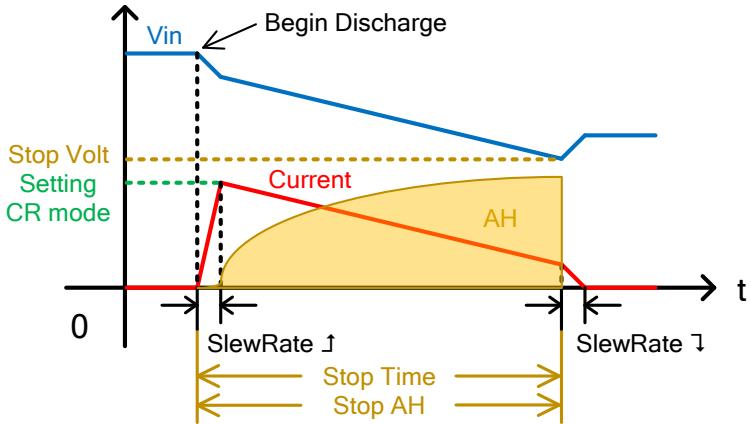 Begin Discharge
Vin
Stop Volt
Setting
CR mode
Current
AH
t
0
SlewRate
SlewRate
Stop Time
Stop AH